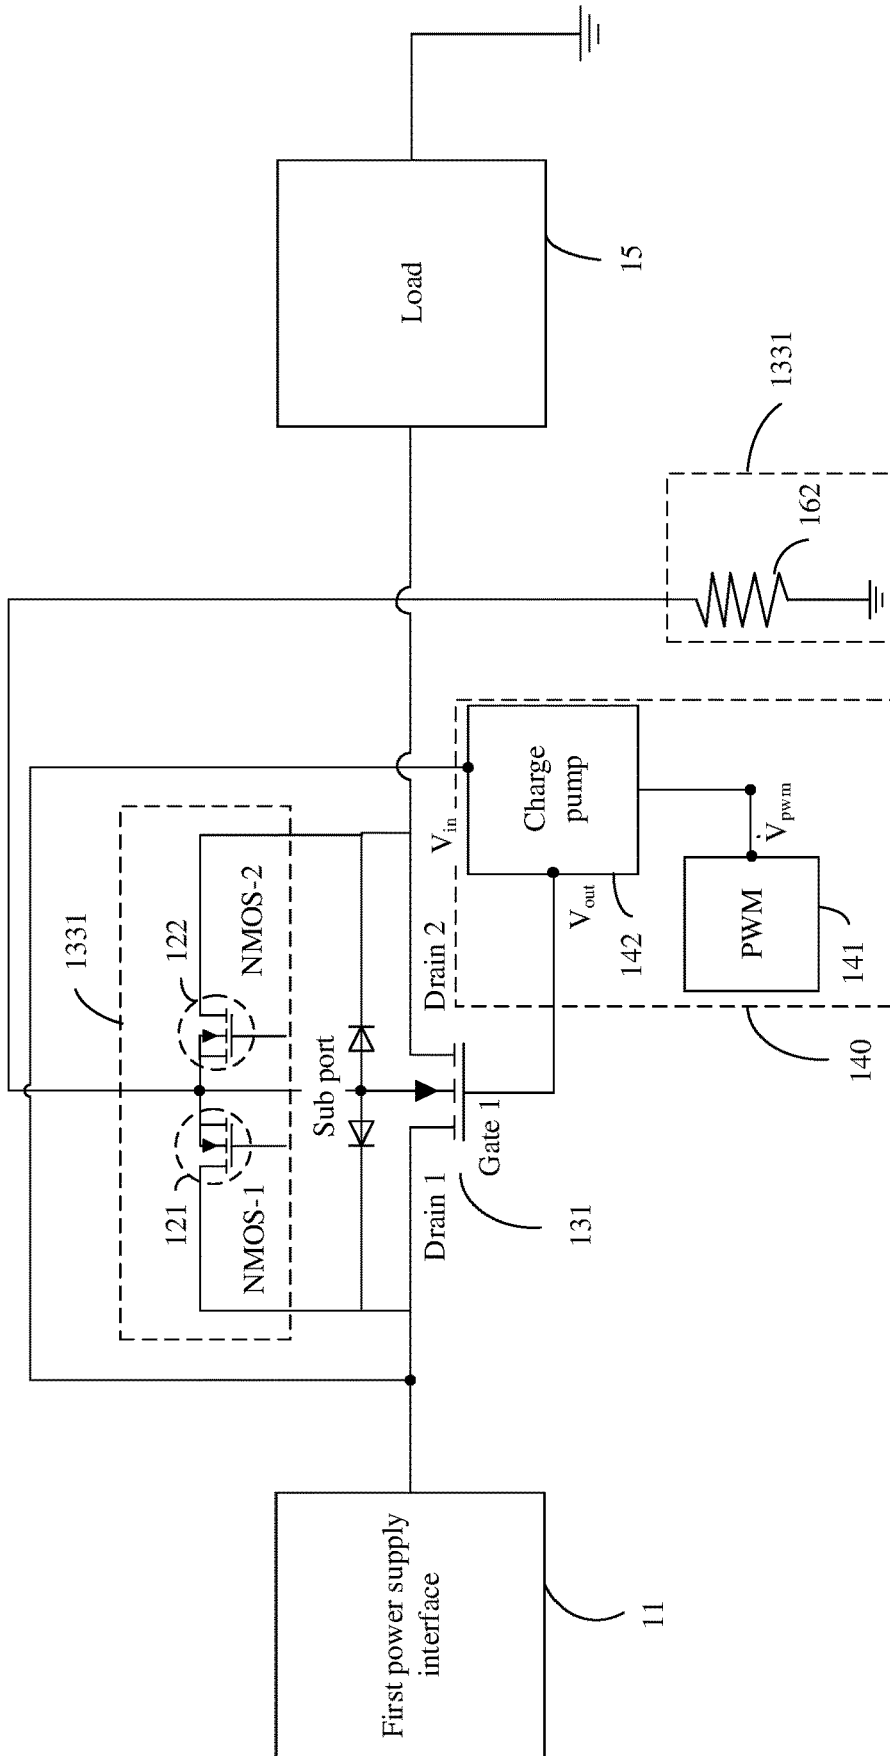 First power supply
interface
11
1331
121
122
NMOS-1
NMOS-2
Sub port
Drain 1
Gate 1
Drain 2
131
V_in
V_out
Charge
pump
142
V_pwm
PWM
141
140
Load
15
1331
162